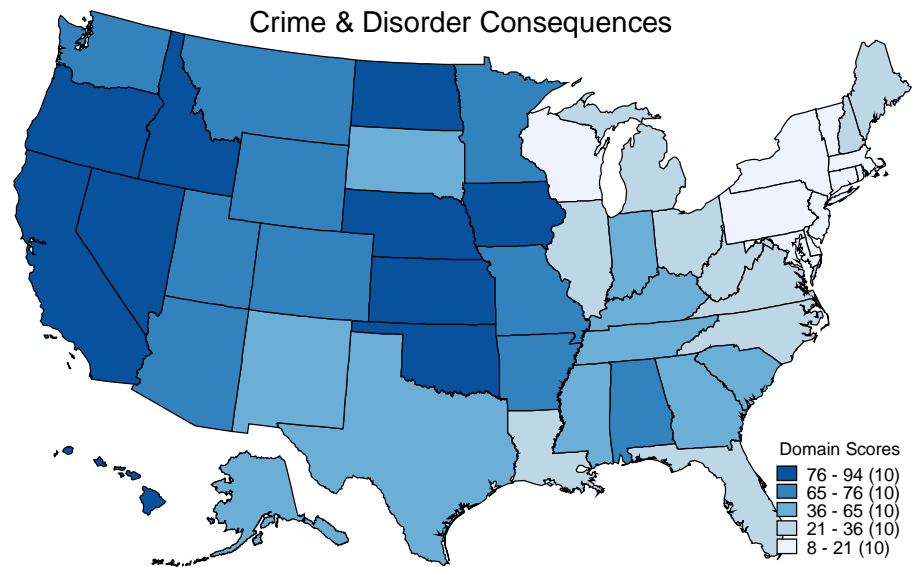 Crime & Disorder Consequences
Domain Scores
76 - 94 (10)
65 - 76 (10)
36 - 65 (10)
21 - 36 (10)
8 - 21 (10)